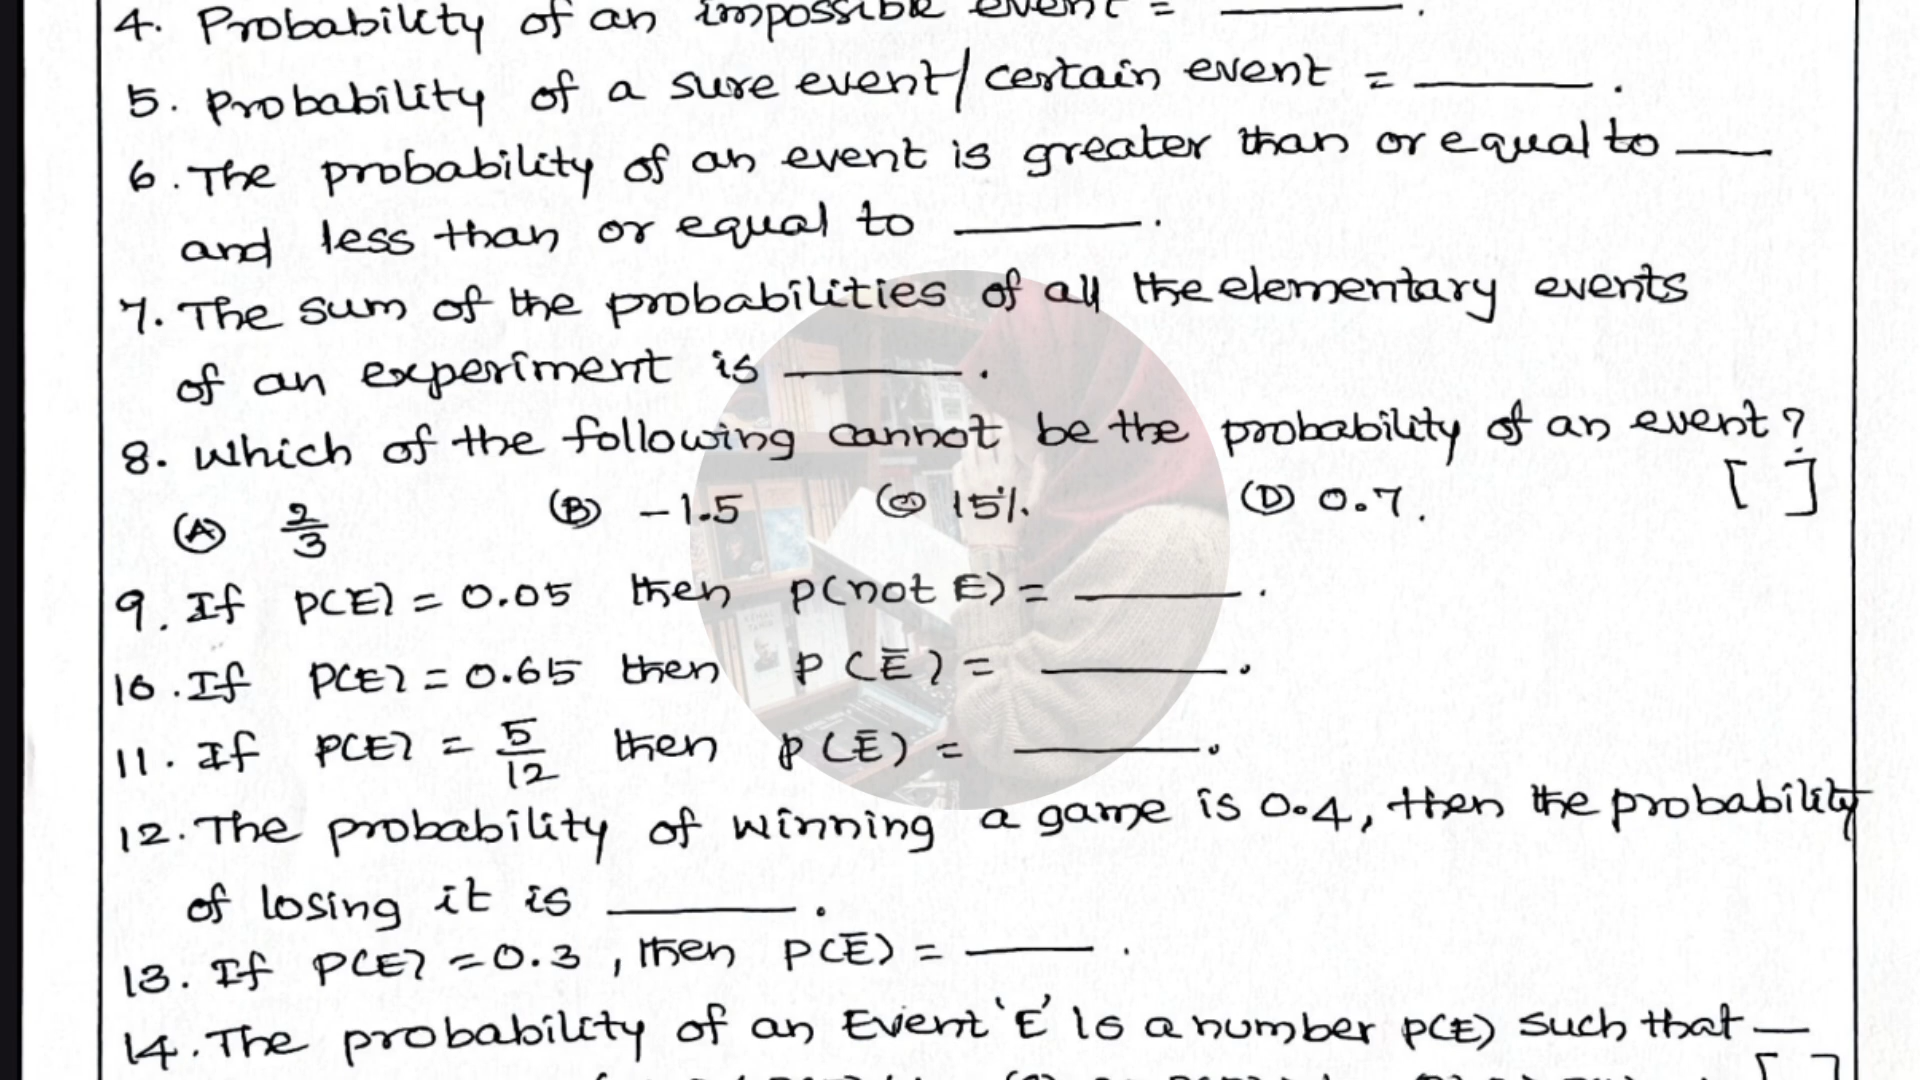 4. Probability of an impossible event = ______ .
5. Probability of a sure event/certain event = ______ .
6. The probability of an event is greater than or equal to ___
and less than or equal to ______ .
7. The sum of the probabilities of all the elementary events
of an experiment is ______ .
8. Which of the following cannot be the probability of an event?
(A) 2/3 (B) -1.5 (C) 15%. (D) 0.7. [ ]
9. If P(E) = 0.05 then P(not E) = ______ .
10. If P(E) = 0.65 then P(Ē) = ______ .
11. If P(E) = 5/12 then P(Ē) = ______ .
12. The probability of winning a game is 0.4, then the probability
of losing it is ______ .
13. If P(E) = 0.3, then P(Ē) = ______ .
14. The probability of an Event 'E' is a number P(E) such that __
[ ]